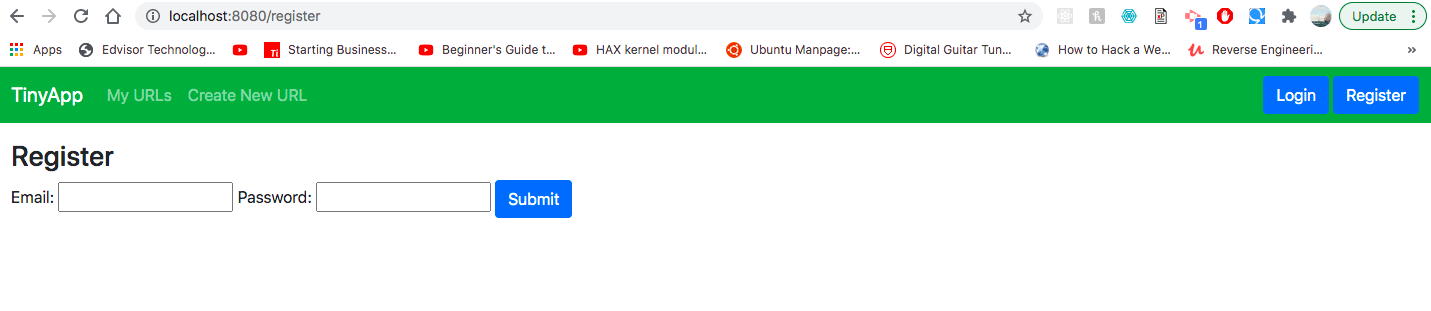 localhost:8080/register
1
Update
Apps Edvisor Technolog... Starting Business... Beginner's Guide t... HAX kernel modul... Ubuntu Manpage:... Digital Guitar Tun... How to Hack a We... Reverse Engineeri... »
TinyApp My URLs Create New URL Login Register
Register
Email: Password: Submit